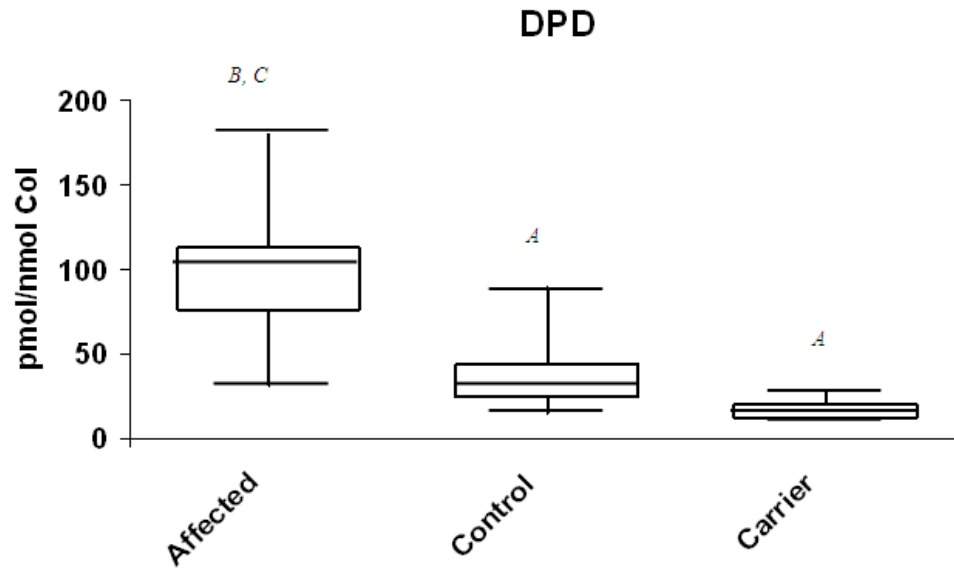 DPD
B, C
200
150
100
50
0
pmol/nmol Col
A
A
Affected
Control
Carrier